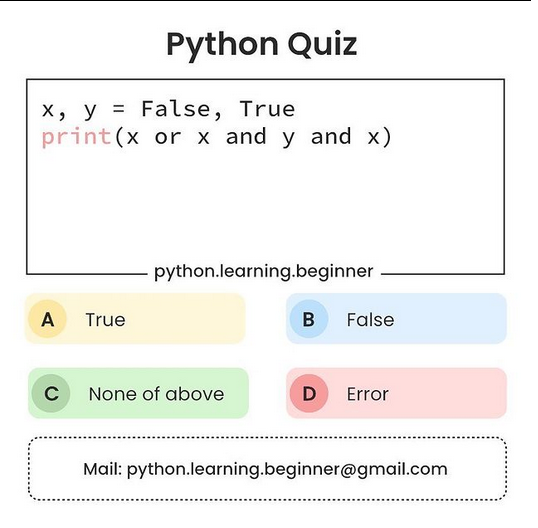 Python Quiz
x, y = False, True
print(x or x and y and x)
python.learning.beginner
A True
B False
C None of above
D Error
Mail: python.learning.beginner@gmail.com